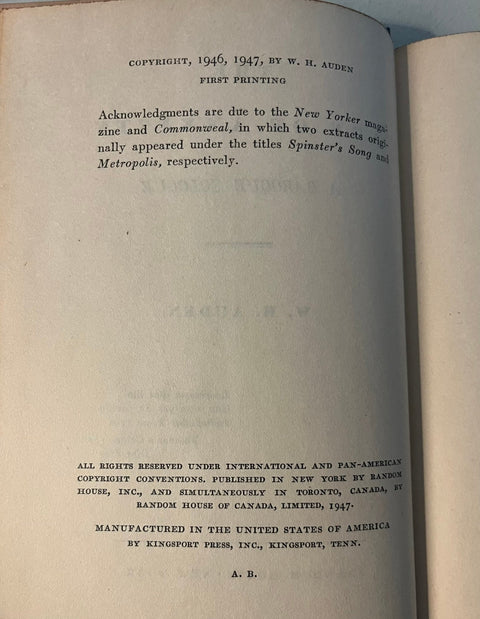 COPYRIGHT, 1946, 1947, BY W. H. AUDEN
FIRST PRINTING
Acknowledgments are due to the New Yorker maga-
zine and Commonweal, in which two extracts origi-
nally appeared under the titles Spinster's Song and
Metropolis, respectively.
ALL RIGHTS RESERVED UNDER INTERNATIONAL AND PAN-AMERICAN
COPYRIGHT CONVENTIONS. PUBLISHED IN NEW YORK BY RANDOM
HOUSE, INC., AND SIMULTANEOUSLY IN TORONTO, CANADA, BY
RANDOM HOUSE OF CANADA, LIMITED, 1947.
MANUFACTURED IN THE UNITED STATES OF AMERICA
BY KINGSPORT PRESS, INC., KINGSPORT, TENN.
A. B.